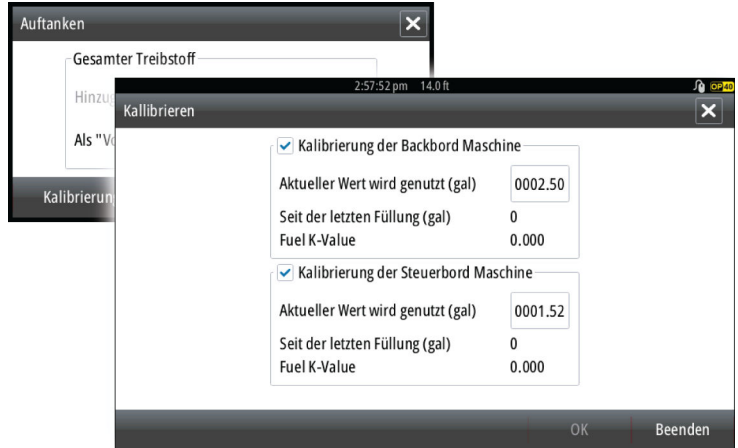 Auftanken
Gesamter Treibstoff
2:57:52 pm 14.0 ft
OP40
Kallibrieren
Als
Kalibrierung der Backbord Maschine
Aktueller Wert wird genutzt (gal) 0002.50
Seit der letzten Füllung (gal) 0
Fuel K-Value 0.000
Kalibrierung der Steuerbord Maschine
Aktueller Wert wird genutzt (gal) 0001.52
Seit der letzten Füllung (gal) 0
Fuel K-Value 0.000
OK Beenden